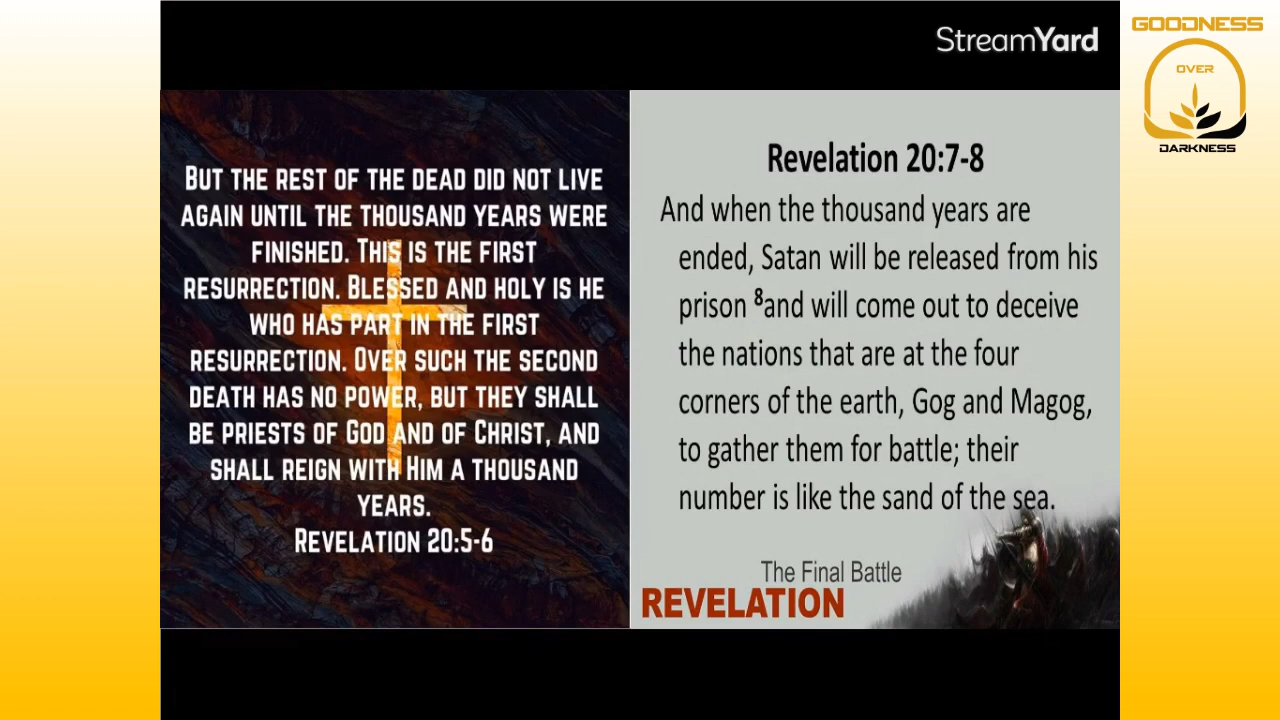 StreamYard
GOODNESS
OVER
DARKNESS
BUT THE REST OF THE DEAD DID NOT LIVE
AGAIN UNTIL THE THOUSAND YEARS WERE
FINISHED. THIS IS THE FIRST
RESURRECTION. BLESSED AND HOLY IS HE
WHO HAS PART IN THE FIRST
RESURRECTION. OVER SUCH THE SECOND
DEATH HAS NO POWER, BUT THEY SHALL
BE PRIESTS OF GOD AND OF CHRIST, AND
SHALL REIGN WITH HIM A THOUSAND
YEARS.
REVELATION 20:5-6
Revelation 20:7-8
And when the thousand years are
ended, Satan will be released from his
prison ⁸and will come out to deceive
the nations that are at the four
corners of the earth, Gog and Magog,
to gather them for battle; their
number is like the sand of the sea.
The Final Battle
REVELATION